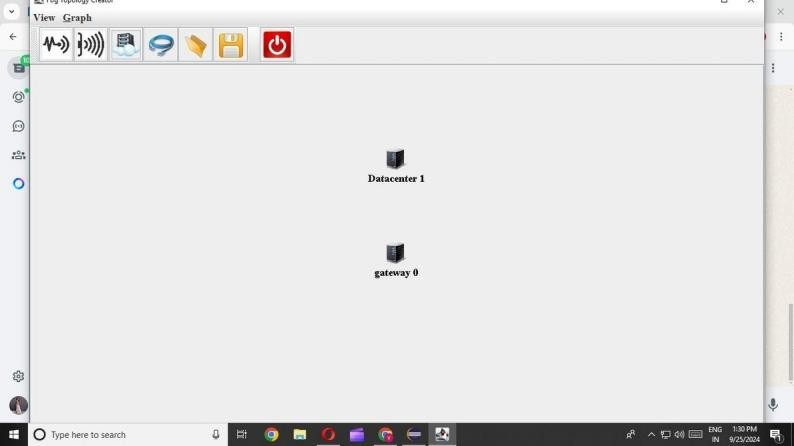 Fog Topology Creator
View Graph
Datacenter 1
gateway 0
Type here to search
ENG
IN
1:30 PM
9/25/2024